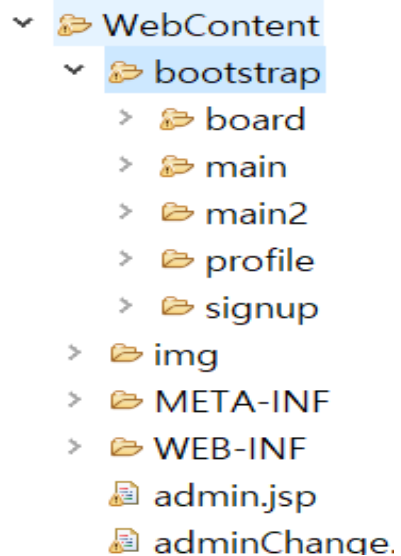 WebContent
bootstrap
board
main
main2
profile
signup
img
META-INF
WEB-INF
admin.jsp
adminChange.